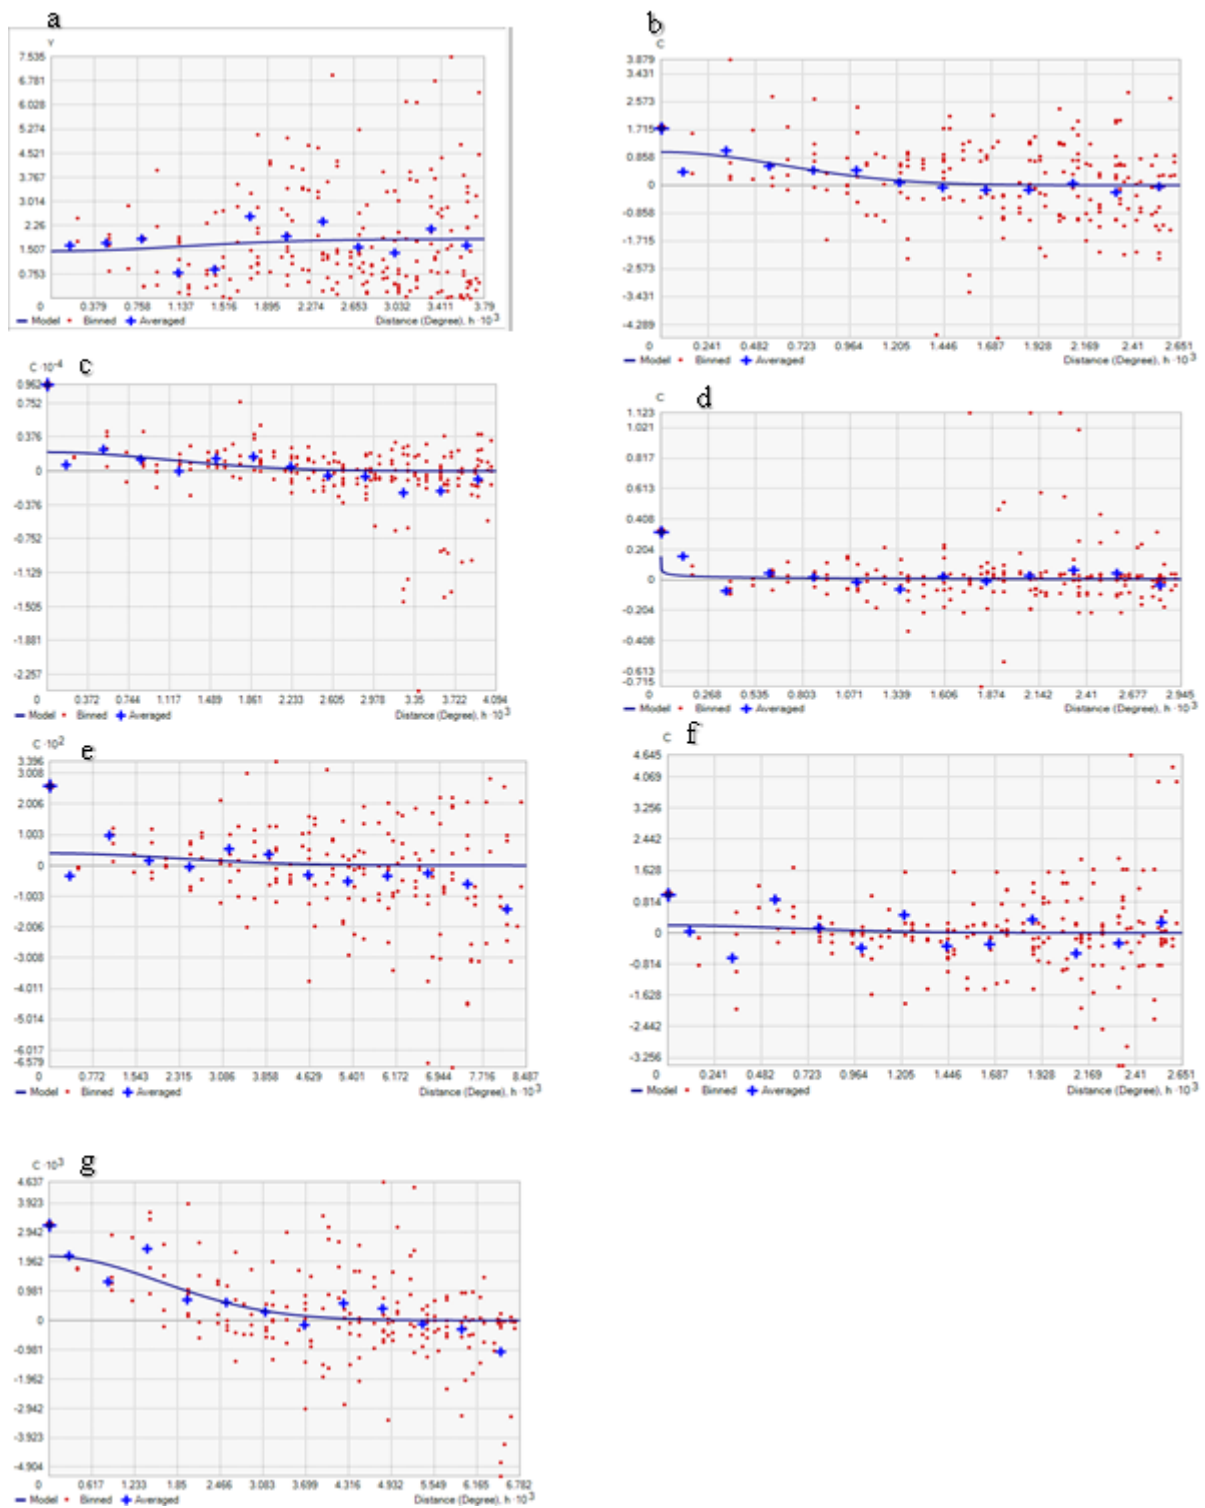 a
γ
7.535
6.781
6.028
5.274
4.521
3.767
3.014
2.26
1.507
0.753
0 0.379 0.758 1.137 1.516 1.895 2.274 2.653 3.032 3.411 3.79
Model Binned Averaged Distance (Degree), h ·10³
b
C
3.879
3.431
2.573
1.715
0.858
0
-0.858
-1.715
-2.573
-3.431
-4.289
0 0.241 0.482 0.723 0.964 1.205 1.446 1.687 1.928 2.169 2.41 2.651
Model Binned Averaged Distance (Degree), h ·10³
c
C ·10⁻⁴
0.962
0.752
0.376
0
-0.376
-0.752
-1.129
-1.505
-1.881
-2.257
0 0.372 0.744 1.117 1.489 1.861 2.233 2.605 2.978 3.35 3.722 4.094
Model Binned Averaged Distance (Degree), h ·10³
d
C
1.123
1.021
0.817
0.613
0.408
0.204
0
-0.204
-0.408
-0.613
-0.715
0 0.268 0.535 0.803 1.071 1.339 1.606 1.874 2.142 2.41 2.677 2.945
Model Binned Averaged Distance (Degree), h ·10³
e
C ·10²
3.396
3.008
2.006
1.003
0
-1.003
-2.006
-3.008
-4.011
-5.014
-6.017
-6.579
0 0.772 1.543 2.315 3.086 3.858 4.629 5.401 6.172 6.944 7.716 8.487
Model Binned Averaged Distance (Degree), h ·10³
f
C
4.645
4.069
3.256
2.442
1.628
0.814
0
-0.814
-1.628
-2.442
-3.256
0 0.241 0.482 0.723 0.964 1.205 1.446 1.687 1.928 2.169 2.41 2.651
Model Binned Averaged Distance (Degree), h ·10³
g
C ·10³
4.637
3.923
2.942
1.962
0.981
0
-0.981
-1.962
-2.942
-3.923
-4.904
0 0.617 1.233 1.85 2.466 3.083 3.699 4.316 4.932 5.549 6.165 6.782
Model Binned Averaged Distance (Degree), h ·10³